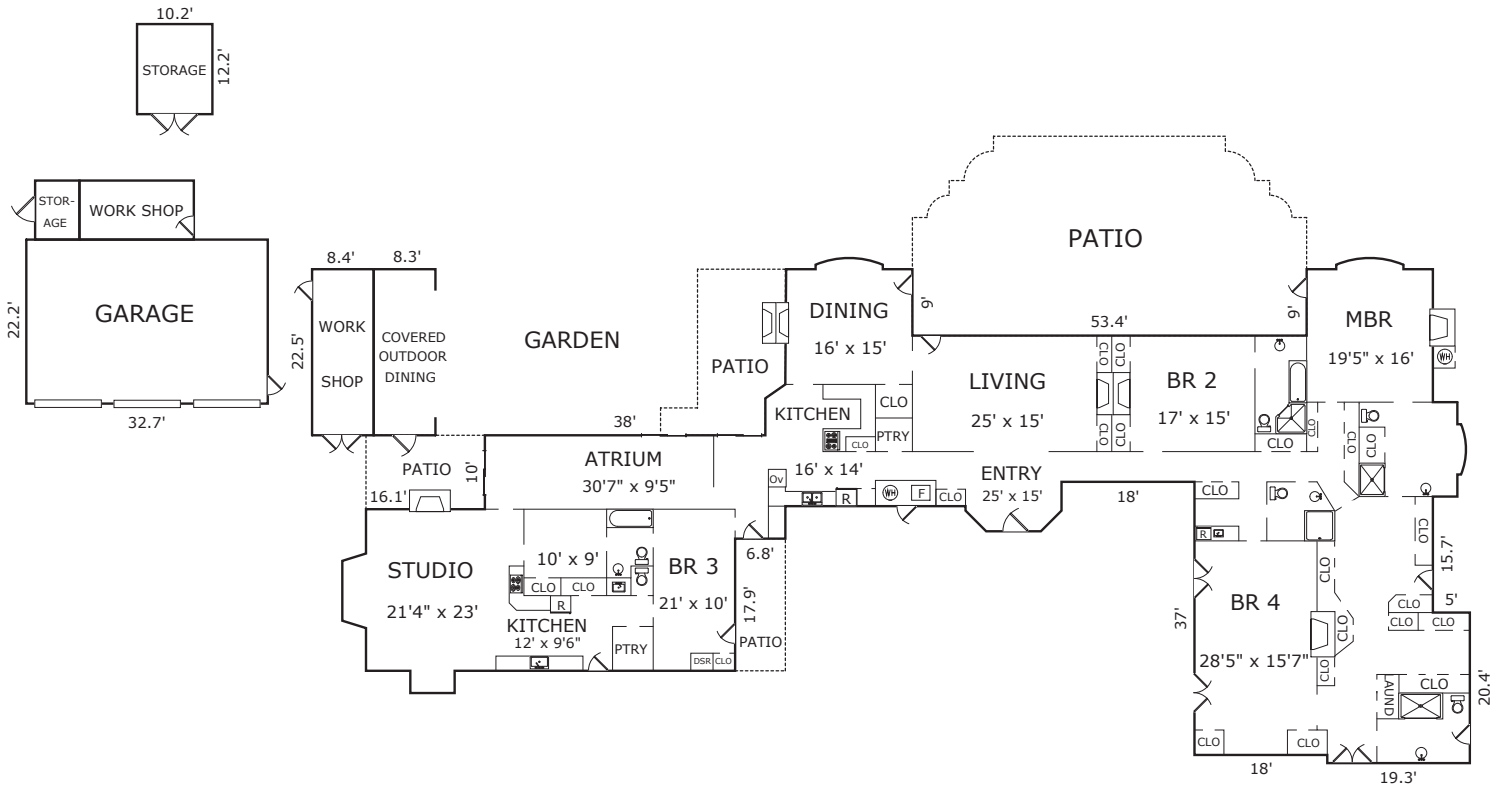 10.2'
STORAGE
12.2'
STOR-
AGE
WORK SHOP
GARAGE
22.2'
32.7'
8.4'
8.3'
22.5'
WORK
SHOP
COVERED
OUTDOOR
DINING
GARDEN
PATIO
38'
PATIO
16.1'
10'
ATRIUM
30'7" x 9'5"
STUDIO
21'4" x 23'
10' x 9'
CLO
CLO
R
KITCHEN
12' x 9'6"
PTRY
BR 3
21' x 10'
DSR
CLO
6.8'
17.9'
PATIO
DINING
16' x 15'
KITCHEN
CLO
PTRY
CLO
16' x 14'
Ov
R
WH
F
CLO
PATIO
9'
53.4'
9'
LIVING
25' x 15'
CLO
CLO
CLO
CLO
BR 2
17' x 15'
CLO
CLO
ENTRY
25' x 15'
18'
MBR
19'5" x 16'
WH
CLO
CLO
CLO
R
CLO
CLO
15.7'
5'
CLO
CLO
CLO
BR 4
28'5" x 15'7"
37'
CLO
CLO
CLO
CLO
18'
LAUND
CLO
20.4'
19.3'